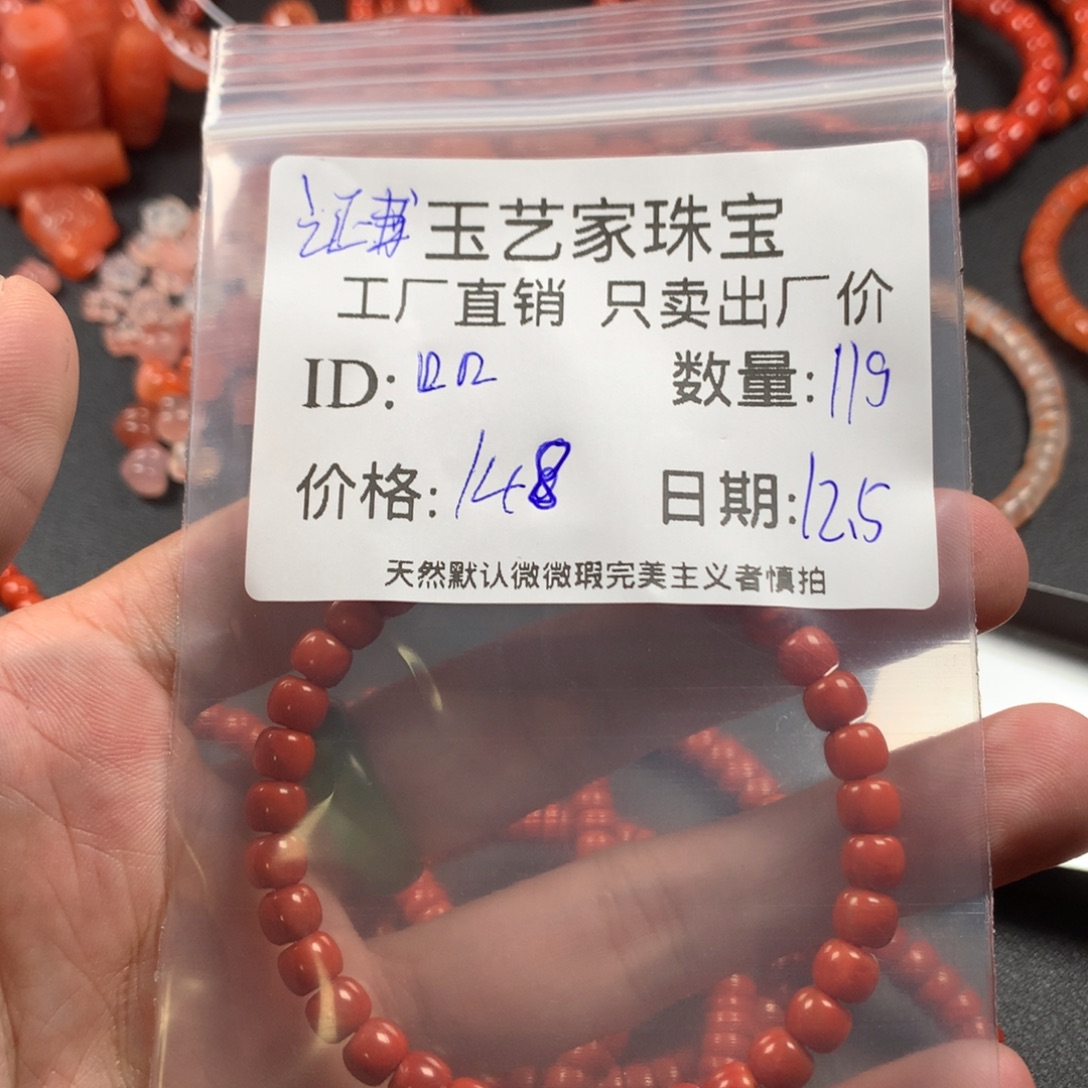 证书 玉艺家珠宝
工厂直销 只卖出厂价
ID: 数量:119
价格:148 日期:12.5
天然默认微微瑕完美主义者慎拍